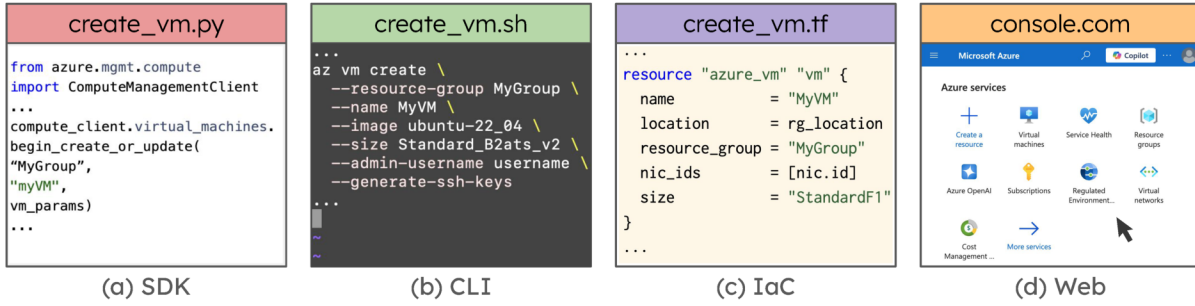 create_vm.py
from azure.mgmt.compute
import ComputeManagementClient
...
compute_client.virtual_machines.
begin_create_or_update(
“MyGroup”,
"myVM",
vm_params)
...
(a) SDK
create_vm.sh
...
az vm create \
--resource-group MyGroup \
--name MyVM \
--image ubuntu-22_04 \
--size Standard_B2ats_v2 \
--admin-username username \
--generate-ssh-keys
...
~
~
(b) CLI
create_vm.tf
...
resource "azure_vm" "vm" {
name = "MyVM"
location = rg_location
resource_group = "MyGroup"
nic_ids = [nic.id]
size = "StandardF1"
}
...
(c) IaC
console.com
Microsoft Azure Copilot ...
Azure services
Create a resource
Virtual machines
Service Health
Resource groups
Azure OpenAI
Subscriptions
Regulated Environment...
Virtual networks
Cost Management ...
More services
(d) Web